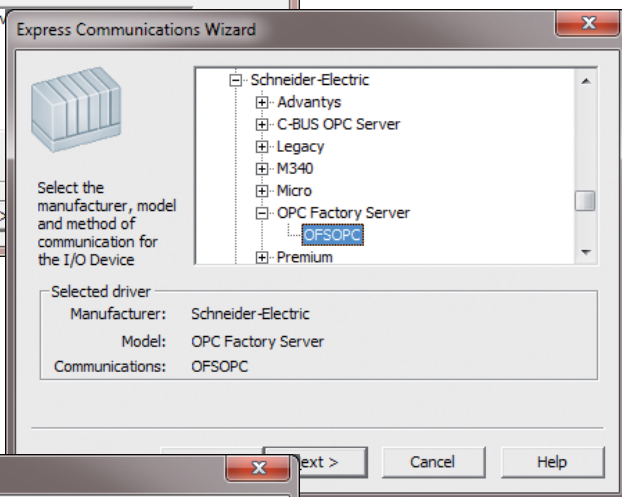 Express Communications Wizard
Schneider-Electric
Advantys
C-BUS OPC Server
Legacy
M340
Micro
OPC Factory Server
OFSOPC
Premium
Select the
manufacturer, model
and method of
communication for
the I/O Device
Selected driver
Manufacturer: Schneider-Electric
Model: OPC Factory Server
Communications: OFSOPC
ext > Cancel Help